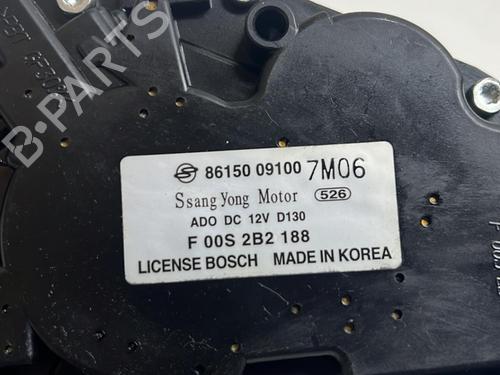 B-PARTS
86150 09100 7M06
Ssang Yong Motor 526
ADO DC 12V D130
F 00S 2B2 188
LICENSE BOSCH MADE IN KOREA